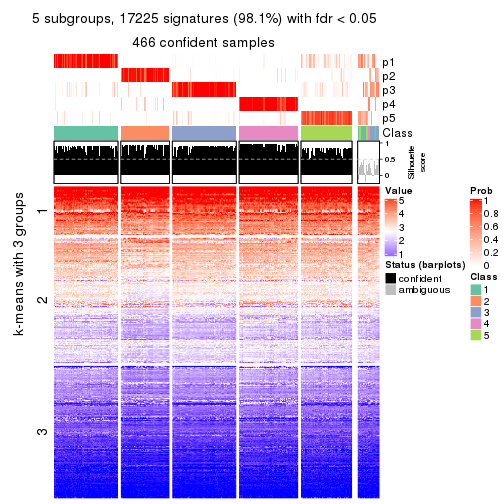 5 subgroups, 17225 signatures (98.1%) with fdr < 0.05
466 confident samples
p1
p2
p3
p4
p5
Class
1
0.5
0
Silhouette
score
k-means with 3 groups
1
2
3
Value
5
4
3
2
1
Status (barplots)
confident
ambiguous
Prob
1
0.8
0.6
0.4
0.2
0
Class
1
2
3
4
5